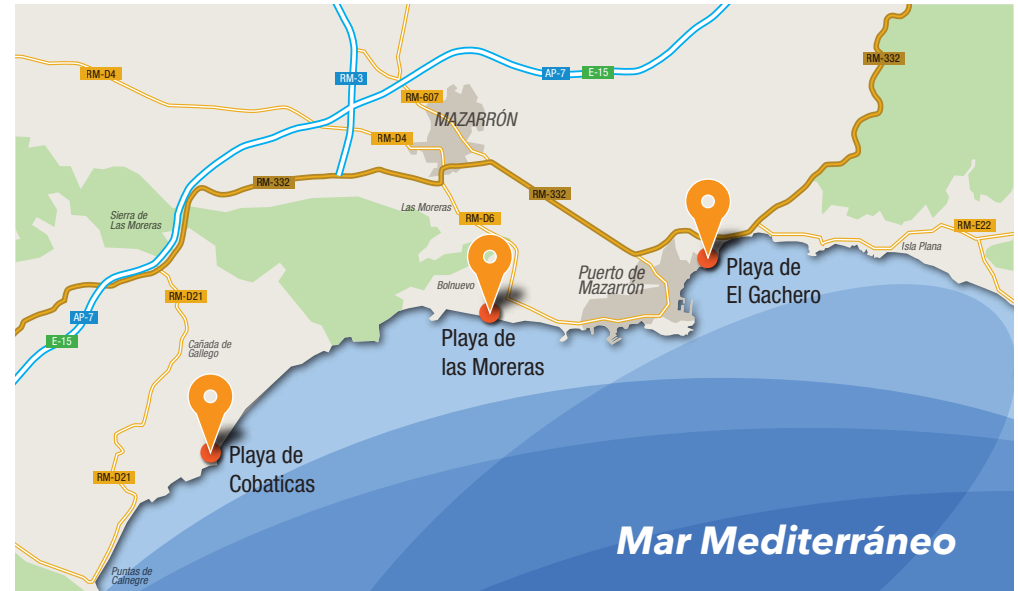 RM-332
RM-D4
RM-3
AP-7
E-15
RM-607
MAZARRÓN
RM-D4
RM-332
RM-332
Las Moreras
Sierra de
Las Moreras
RM-D6
RM-E22
Isla Plana
Puerto de
Mazarrón
Playa de
El Gachero
Bolnuevo
RM-D21
AP-7
E-15
Cañada de
Gallego
Playa de
las Moreras
Playa de
Cobaticas
RM-D21
Mar Mediterráneo
Puntas de
Calnegre